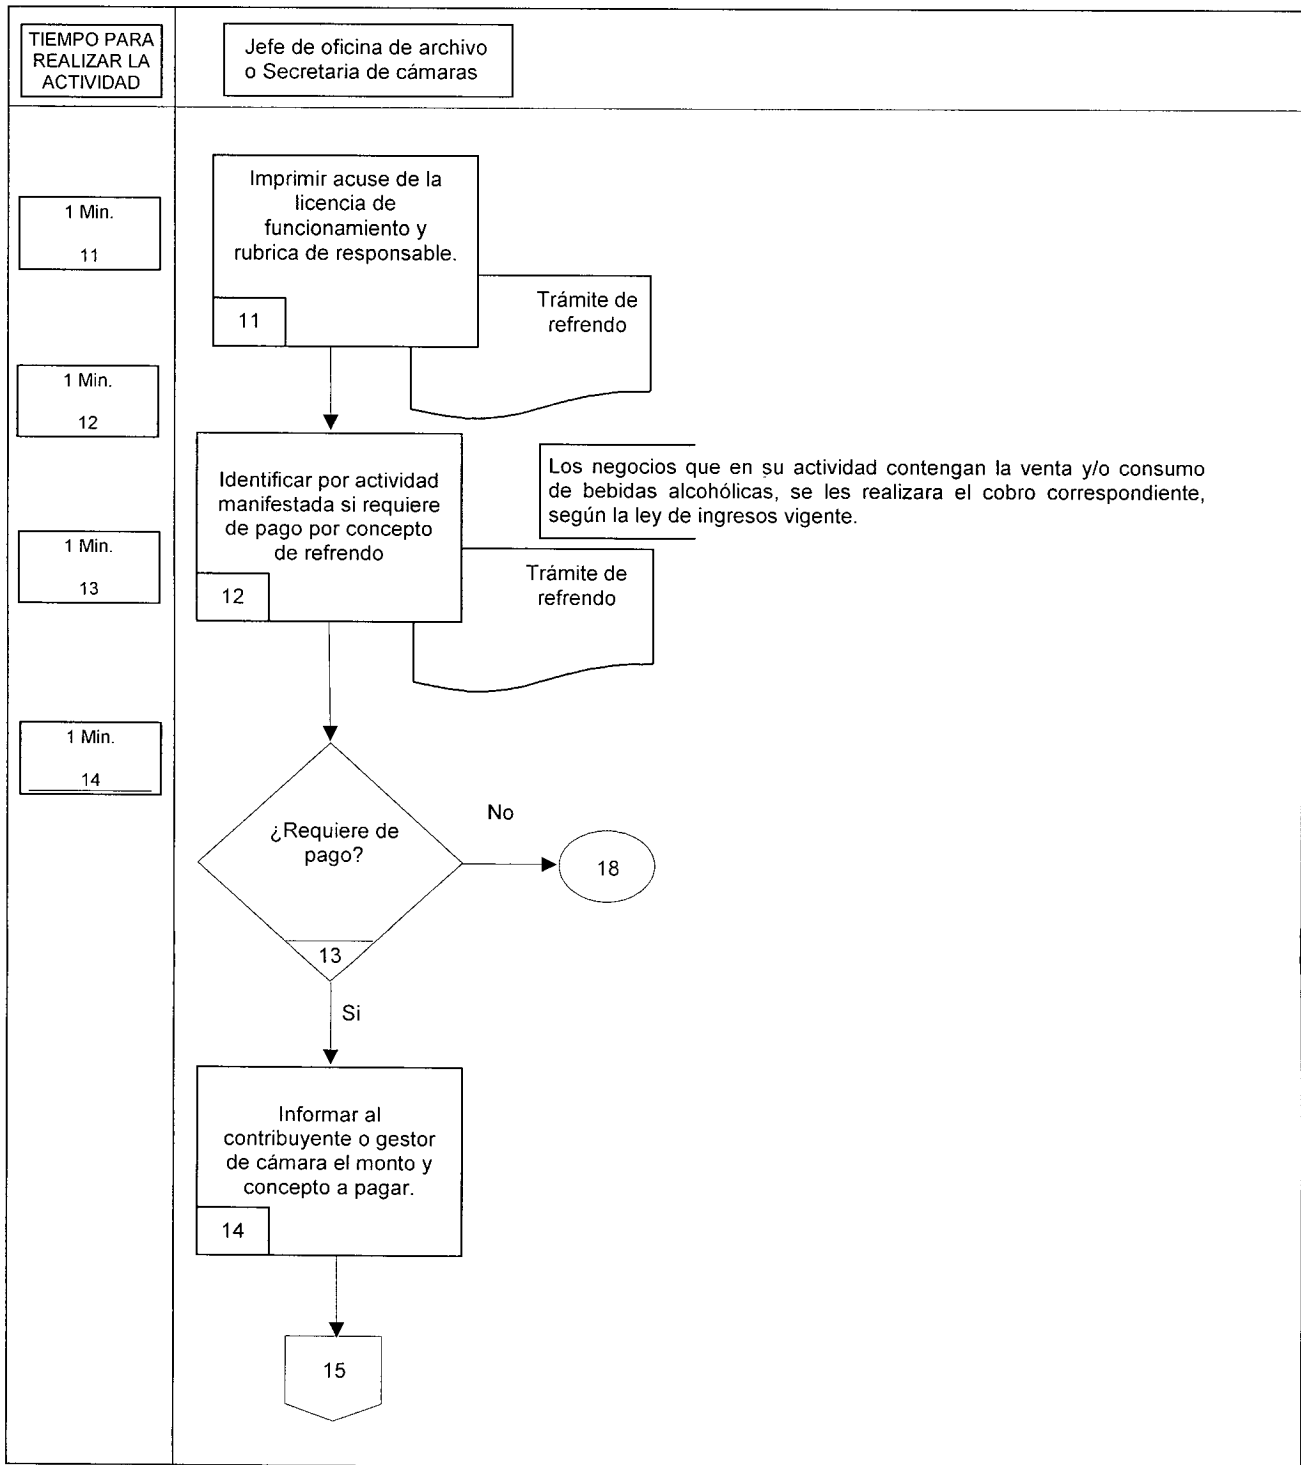 TIEMPO PARA
REALIZAR LA
ACTIVIDAD
Jefe de oficina de archivo
o Secretaria de cámaras
1 Min.
11
Imprimir acuse de la
licencia de
funcionamiento y
rubrica de responsable.
11
Trámite de
refrendo
1 Min.
12
Identificar por actividad
manifestada si requiere
de pago por concepto
de refrendo
12
Los negocios que en su actividad contengan la venta y/o consumo
de bebidas alcohólicas, se les realizara el cobro correspondiente,
según la ley de ingresos vigente.
Trámite de
refrendo
1 Min.
13
1 Min.
14
¿Requiere de
pago?
13
No
18
Si
Informar al
contribuyente o gestor
de cámara el monto y
concepto a pagar.
14
15